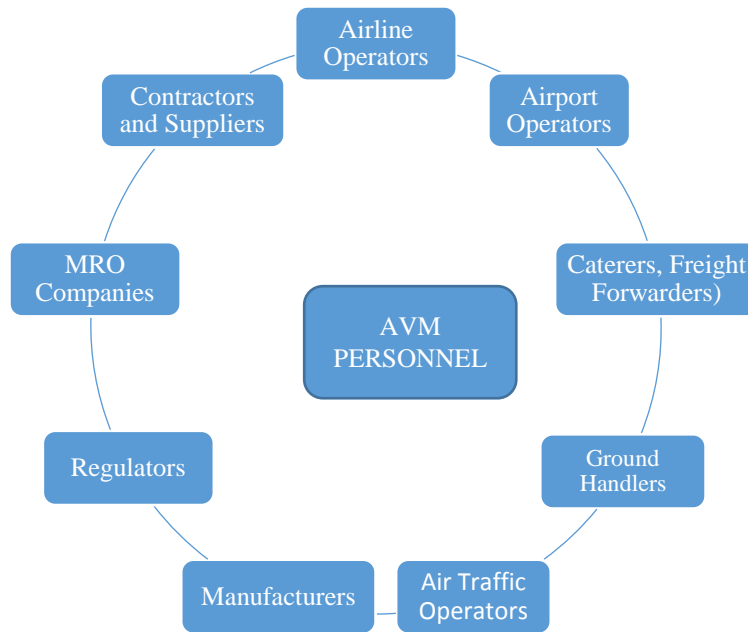 Airline
Operators
Airport
Operators
Caterers, Freight
Forwarders)
Ground
Handlers
Air Traffic
Operators
Manufacturers
Regulators
MRO
Companies
Contractors
and Suppliers
AVM
PERSONNEL